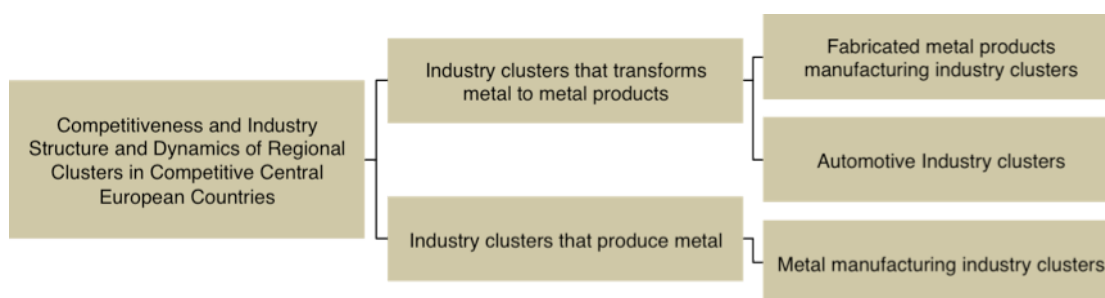 Competitiveness and Industry
Structure and Dynamics of Regional
Clusters in Competitive Central
European Countries
Industry clusters that transforms
metal to metal products
Industry clusters that produce metal
Fabricated metal products
manufacturing industry clusters
Automotive Industry clusters
Metal manufacturing industry clusters